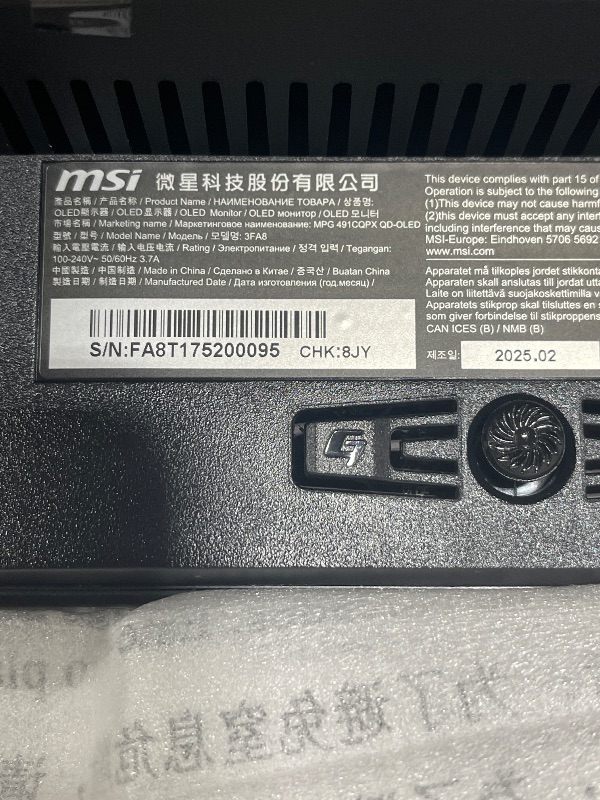 msi 微星科技股份有限公司
產品名稱 / 产品名称 / Product Name / НАИМЕНОВАНИЕ ТОВАРА / 상품명:
OLED顯示器 / OLED显示器 / OLED Monitor / OLED монитор / OLED 모니터
市場名稱 / Marketing name / Маркетинговое наименование: MPG 491CQPX QD-OLED
型號 / 型号 / Model Name / Модель / 모델명: 3FA8
輸入電壓電流 / 输入电压电流 / Rating / Электропитание / 정격 입력 / Tegangan:
100-240V~ 50/60Hz 3.7A
中國製造 / 中国制造 / Made in China / Сделано в Китае / 중국산 / Buatan China
製造日期 / 制造日期 / Manufactured Date / Дата изготовления (год.месяц) /
S/N:FA8T175200095 CHK:8JY
This device complies with part 15 of
Operation is subject to the following
(1)This device may not cause harmf
(2)this device must accept any interf
including interference that may caus
MSI-Europe: Eindhoven 5706 5692
www.msi.com
Apparatet må tilkoples jordet stikkonta
Apparaten skall anslutas till jordat utta
Laite on liitettävä suojakoskettimilla v
Apparatets stikprop skal tilsluttes en s
som giver forbindelse til stikproppens
CAN ICES (B) / NMB (B)
제조일: 2025.02
为了避免窒息危